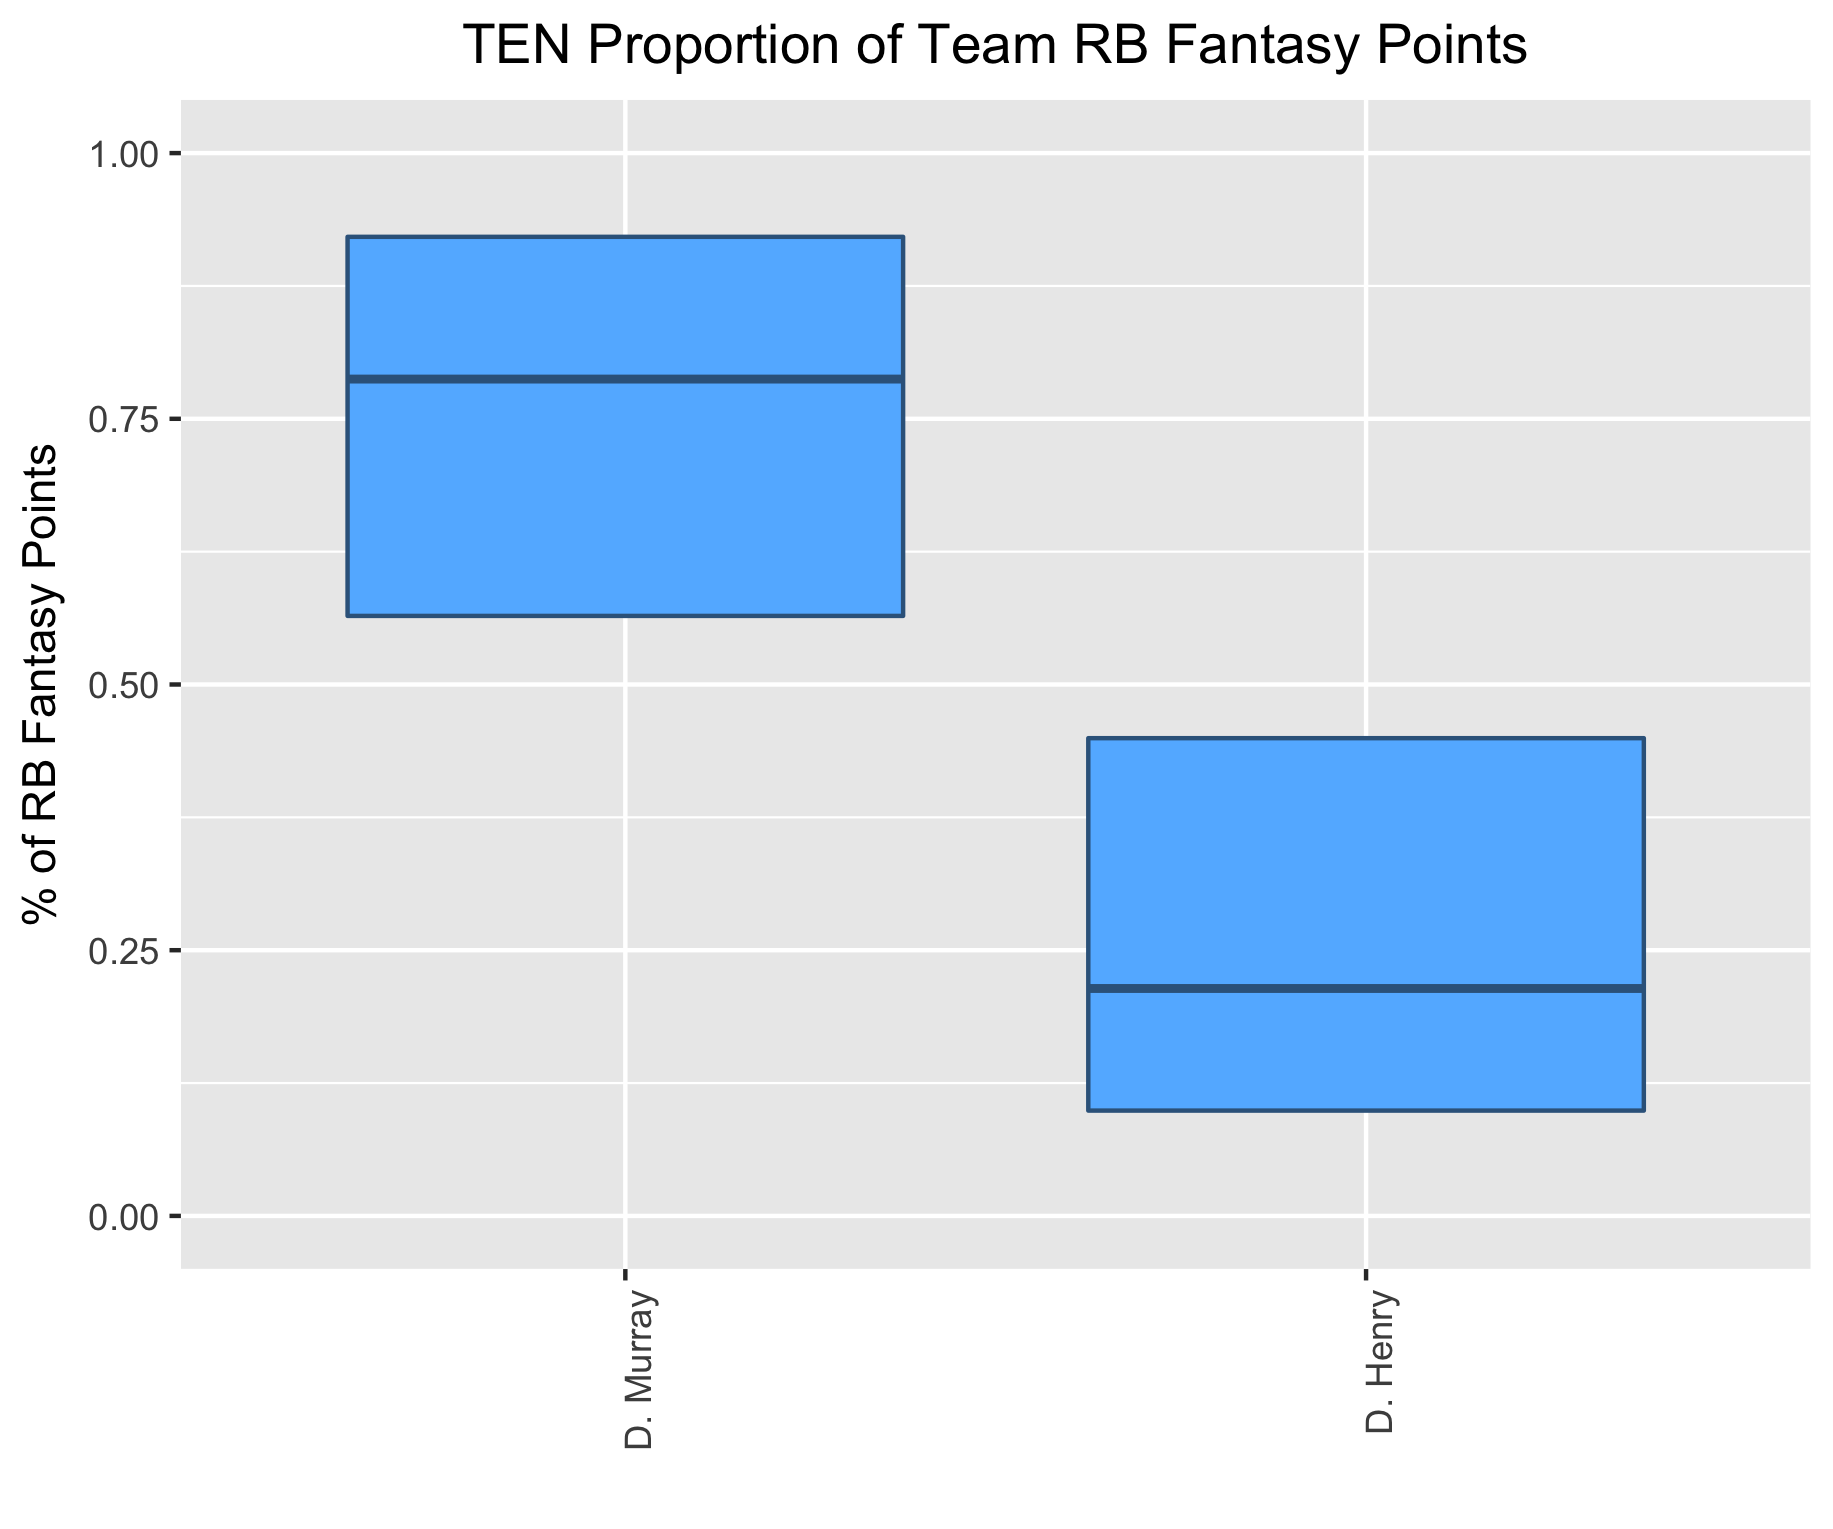 TEN Proportion of Team RB Fantasy Points
% of RB Fantasy Points
1.00
0.75
0.50
0.25
0.00
D. Murray
D. Henry